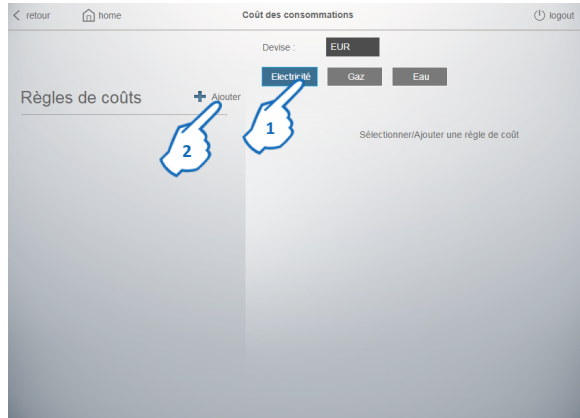 retour
home
Coût des consommations
logout
Devise :
EUR
Electricité
Gaz
Eau
Règles de coûts
Ajouter
1
2
Sélectionner/Ajouter une règle de coût